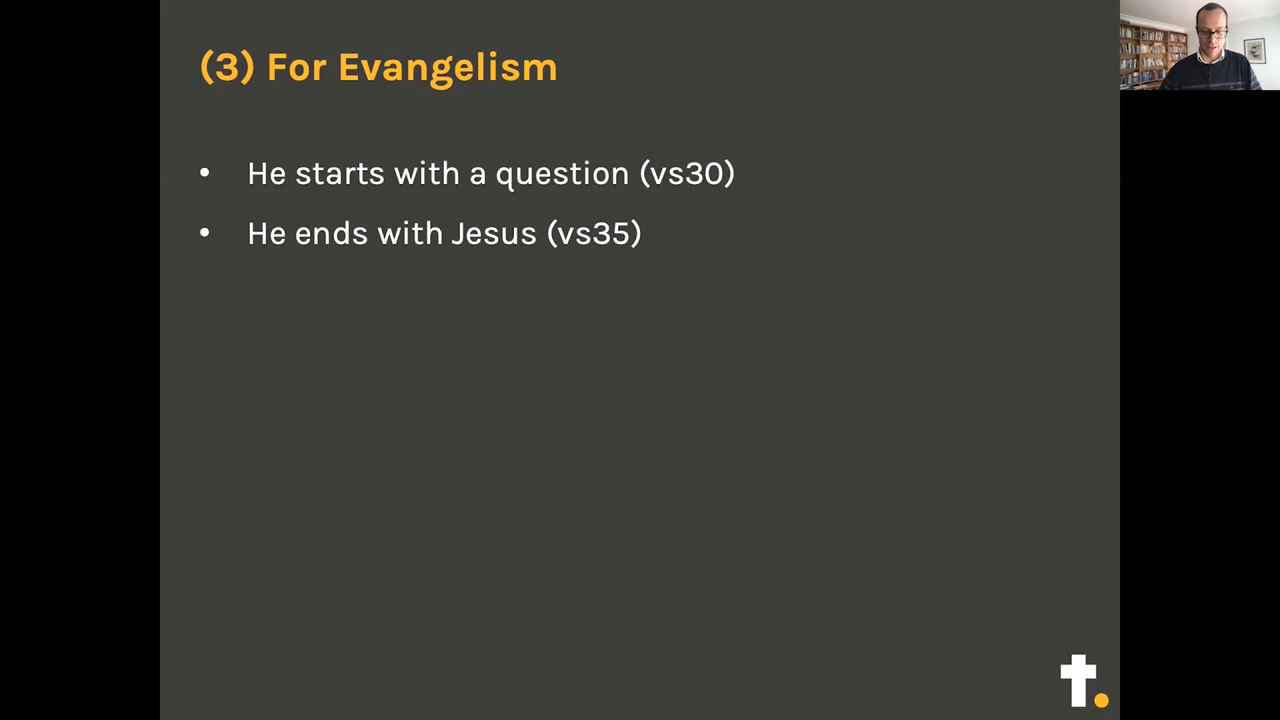 (3) For Evangelism
• He starts with a question (vs30)
• He ends with Jesus (vs35)